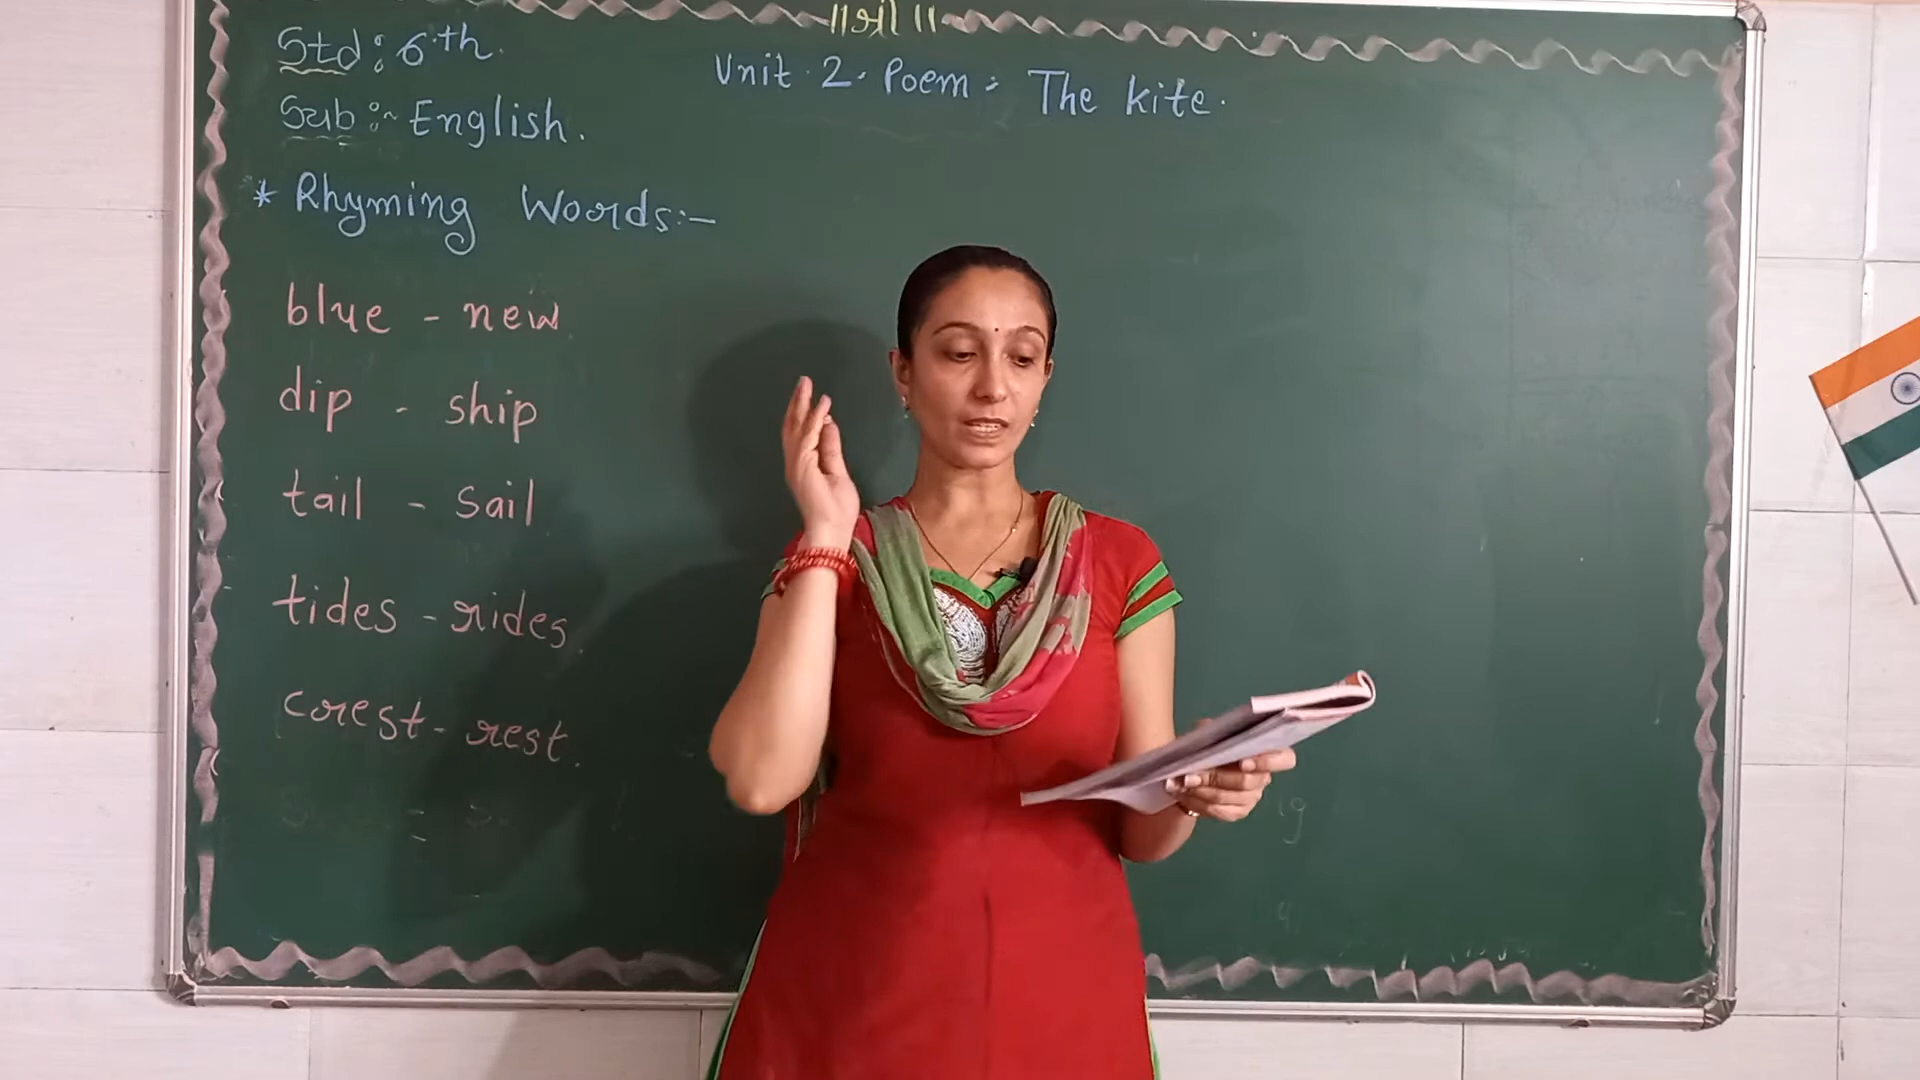 ॥श्री॥
Std : 6th.
Unit 2. Poem : The kite.
Sub :- English.
* Rhyming Words:-
blue - new
dip - ship
tail - sail
tides - rides
crest - rest.